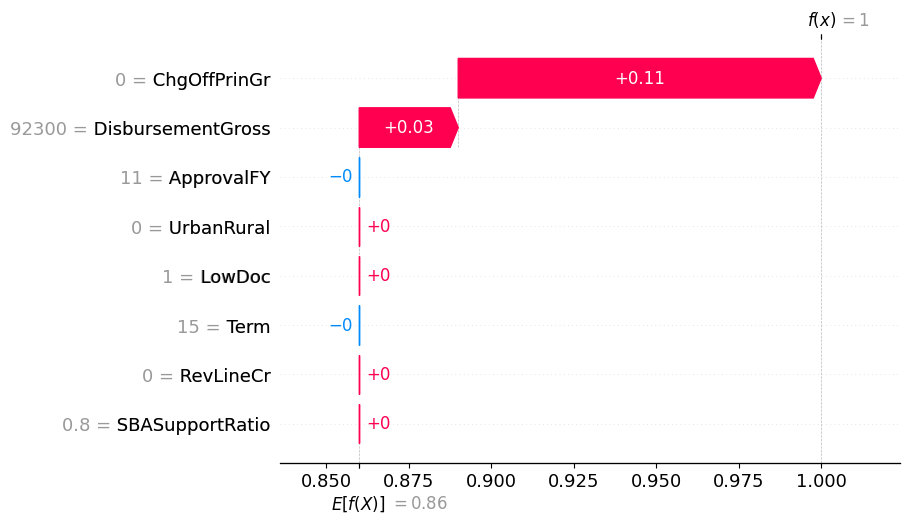 f(x) = 1
0 = ChgOffPrinGr
+0.11
92300 = DisbursementGross
+0.03
11 = ApprovalFY
−0
0 = UrbanRural
+0
1 = LowDoc
+0
15 = Term
−0
0 = RevLineCr
+0
0.8 = SBASupportRatio
+0
0.850 0.875 0.900 0.925 0.950 0.975 1.000
E[f(X)] = 0.86